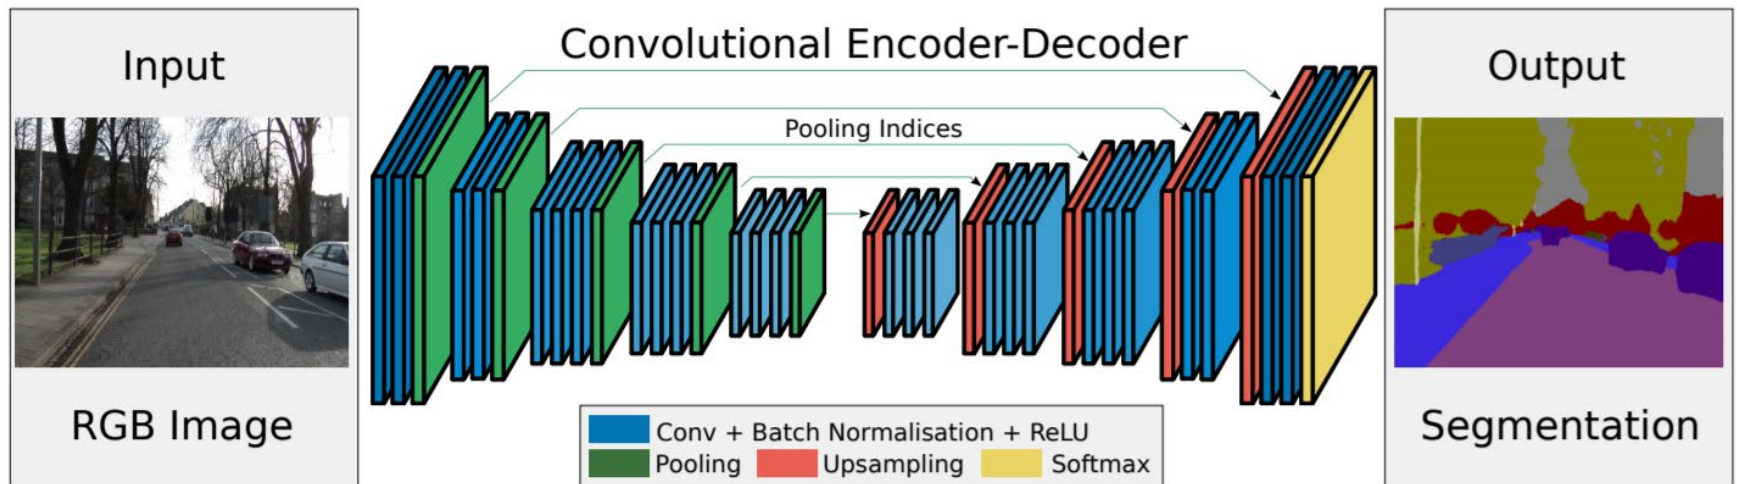 Input
RGB Image
Convolutional Encoder-Decoder
Pooling Indices
Conv + Batch Normalisation + ReLU
Pooling Upsampling Softmax
Output
Segmentation